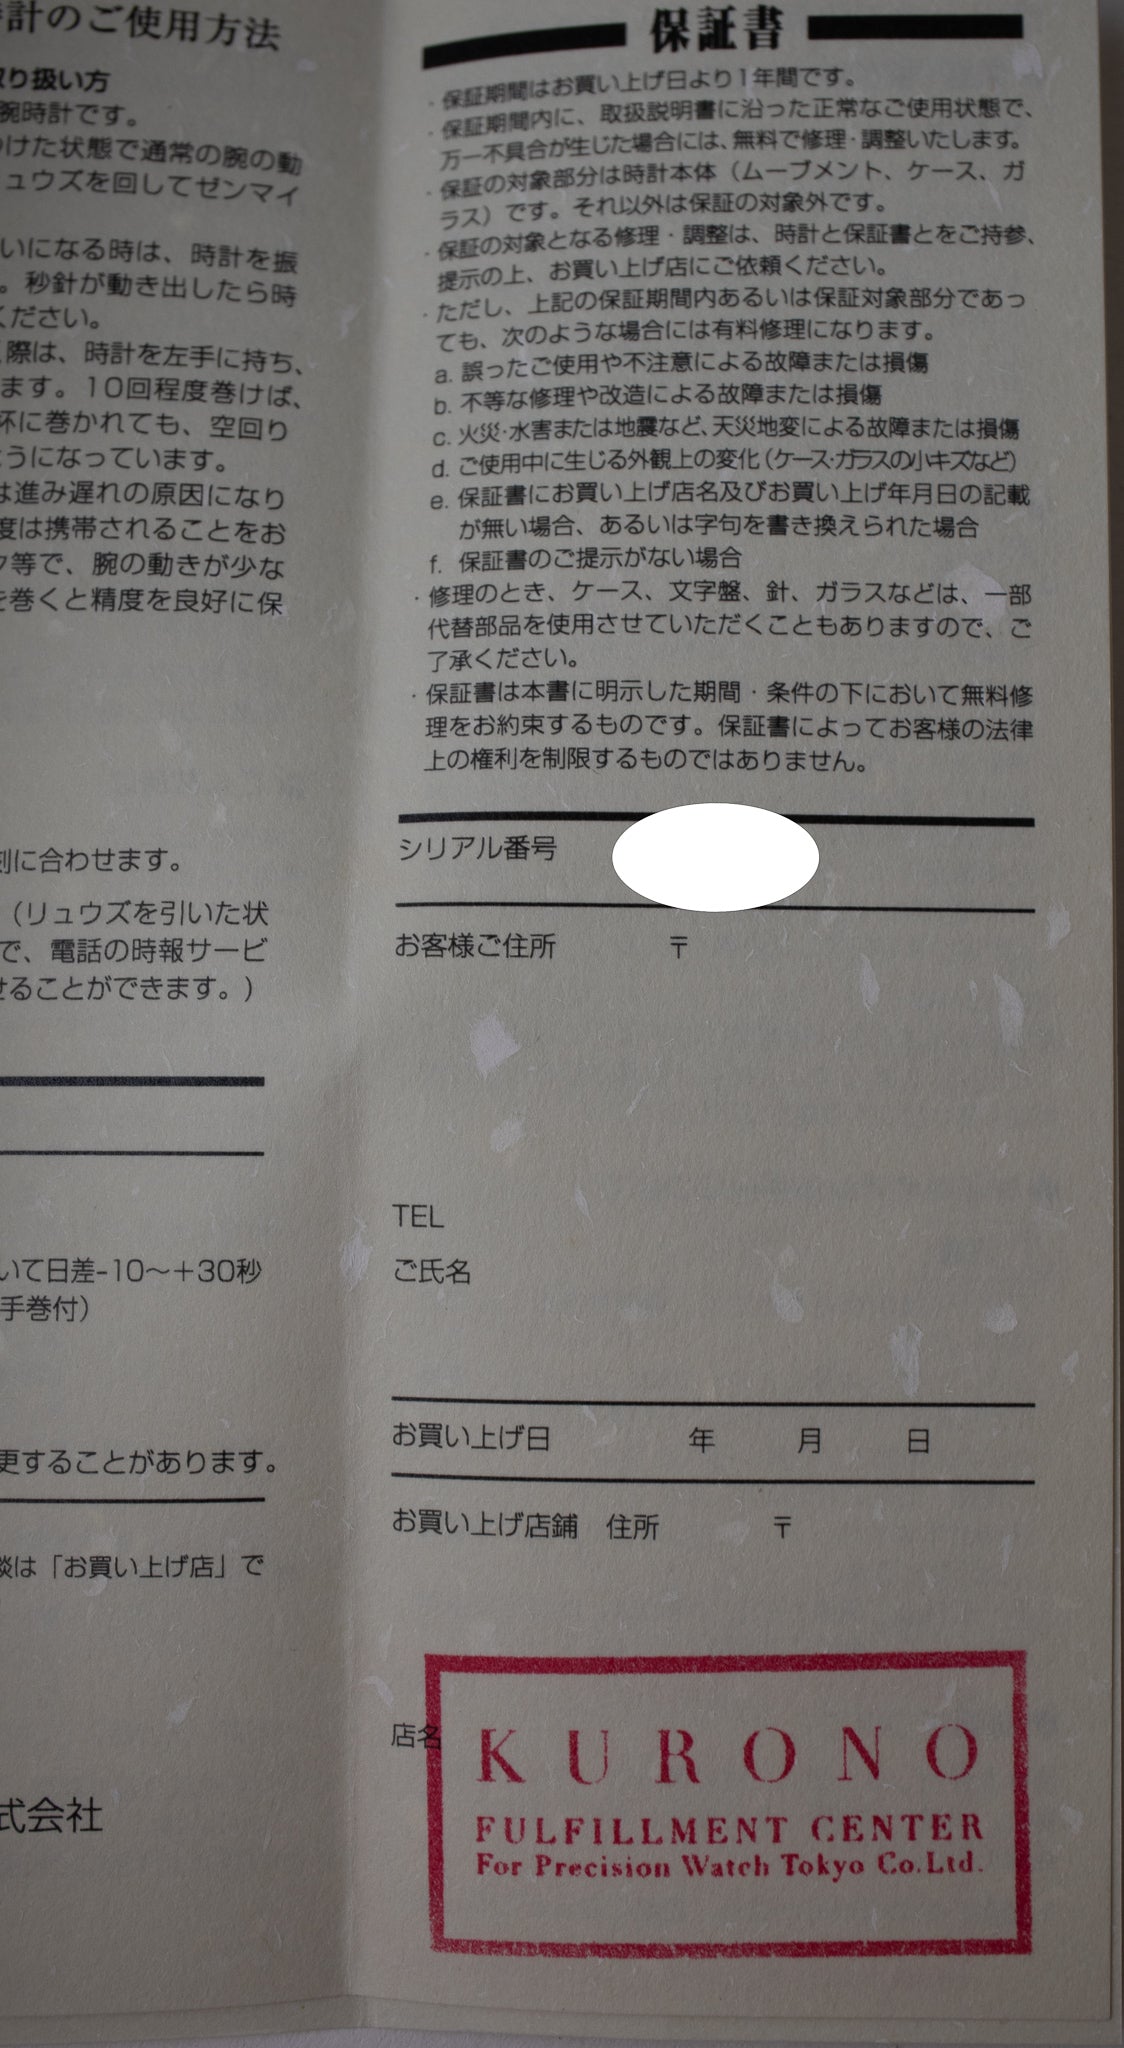 計のご使用方法
取り扱い方
腕時計です。
つけた状態で通常の腕の動
リュウズを回してゼンマイ
いになる時は、時計を振
。秒針が動き出したら時
ください。
際は、時計を左手に持ち、
ます。10回程度巻けば、
杯に巻かれても、空回り
ようになっています。
は進み遅れの原因になり
度は携帯されることをお
ク等で、腕の動きが少な
を巻くと精度を良好に保
刻に合わせます。
（リュウズを引いた状
で、電話の時報サービ
せることができます。）
いて日差-10～+30秒
手巻付）
更することがあります。
談は「お買い上げ店」で
式会社
保証書
・保証期間はお買い上げ日より1年間です。
・保証期間内に、取扱説明書に沿った正常なご使用状態で、
万一不具合が生じた場合には、無料で修理・調整いたします。
・保証の対象部分は時計本体（ムーブメント、ケース、ガ
ラス）です。それ以外は保証の対象外です。
・保証の対象となる修理・調整は、時計と保証書とをご持参、
提示の上、お買い上げ店にご依頼ください。
・ただし、上記の保証期間内あるいは保証対象部分であっ
ても、次のような場合には有料修理になります。
a. 誤ったご使用や不注意による故障または損傷
b. 不等な修理や改造による故障または損傷
c. 火災・水害または地震など、天災地変による故障または損傷
d. ご使用中に生じる外観上の変化（ケース・ガラスの小キズなど）
e. 保証書にお買い上げ店名及びお買い上げ年月日の記載
が無い場合、あるいは字句を書き換えられた場合
f. 保証書のご提示がない場合
・修理のとき、ケース、文字盤、針、ガラスなどは、一部
代替部品を使用させていただくこともありますので、ご
了承ください。
・保証書は本書に明示した期間・条件の下において無料修
理をお約束するものです。保証書によってお客様の法律
上の権利を制限するものではありません。
シリアル番号
お客様ご住所 〒
TEL
ご氏名
お買い上げ日 年 月 日
お買い上げ店鋪 住所 〒
店名
KURONO
FULFILLMENT CENTER
For Precision Watch Tokyo Co.Ltd.